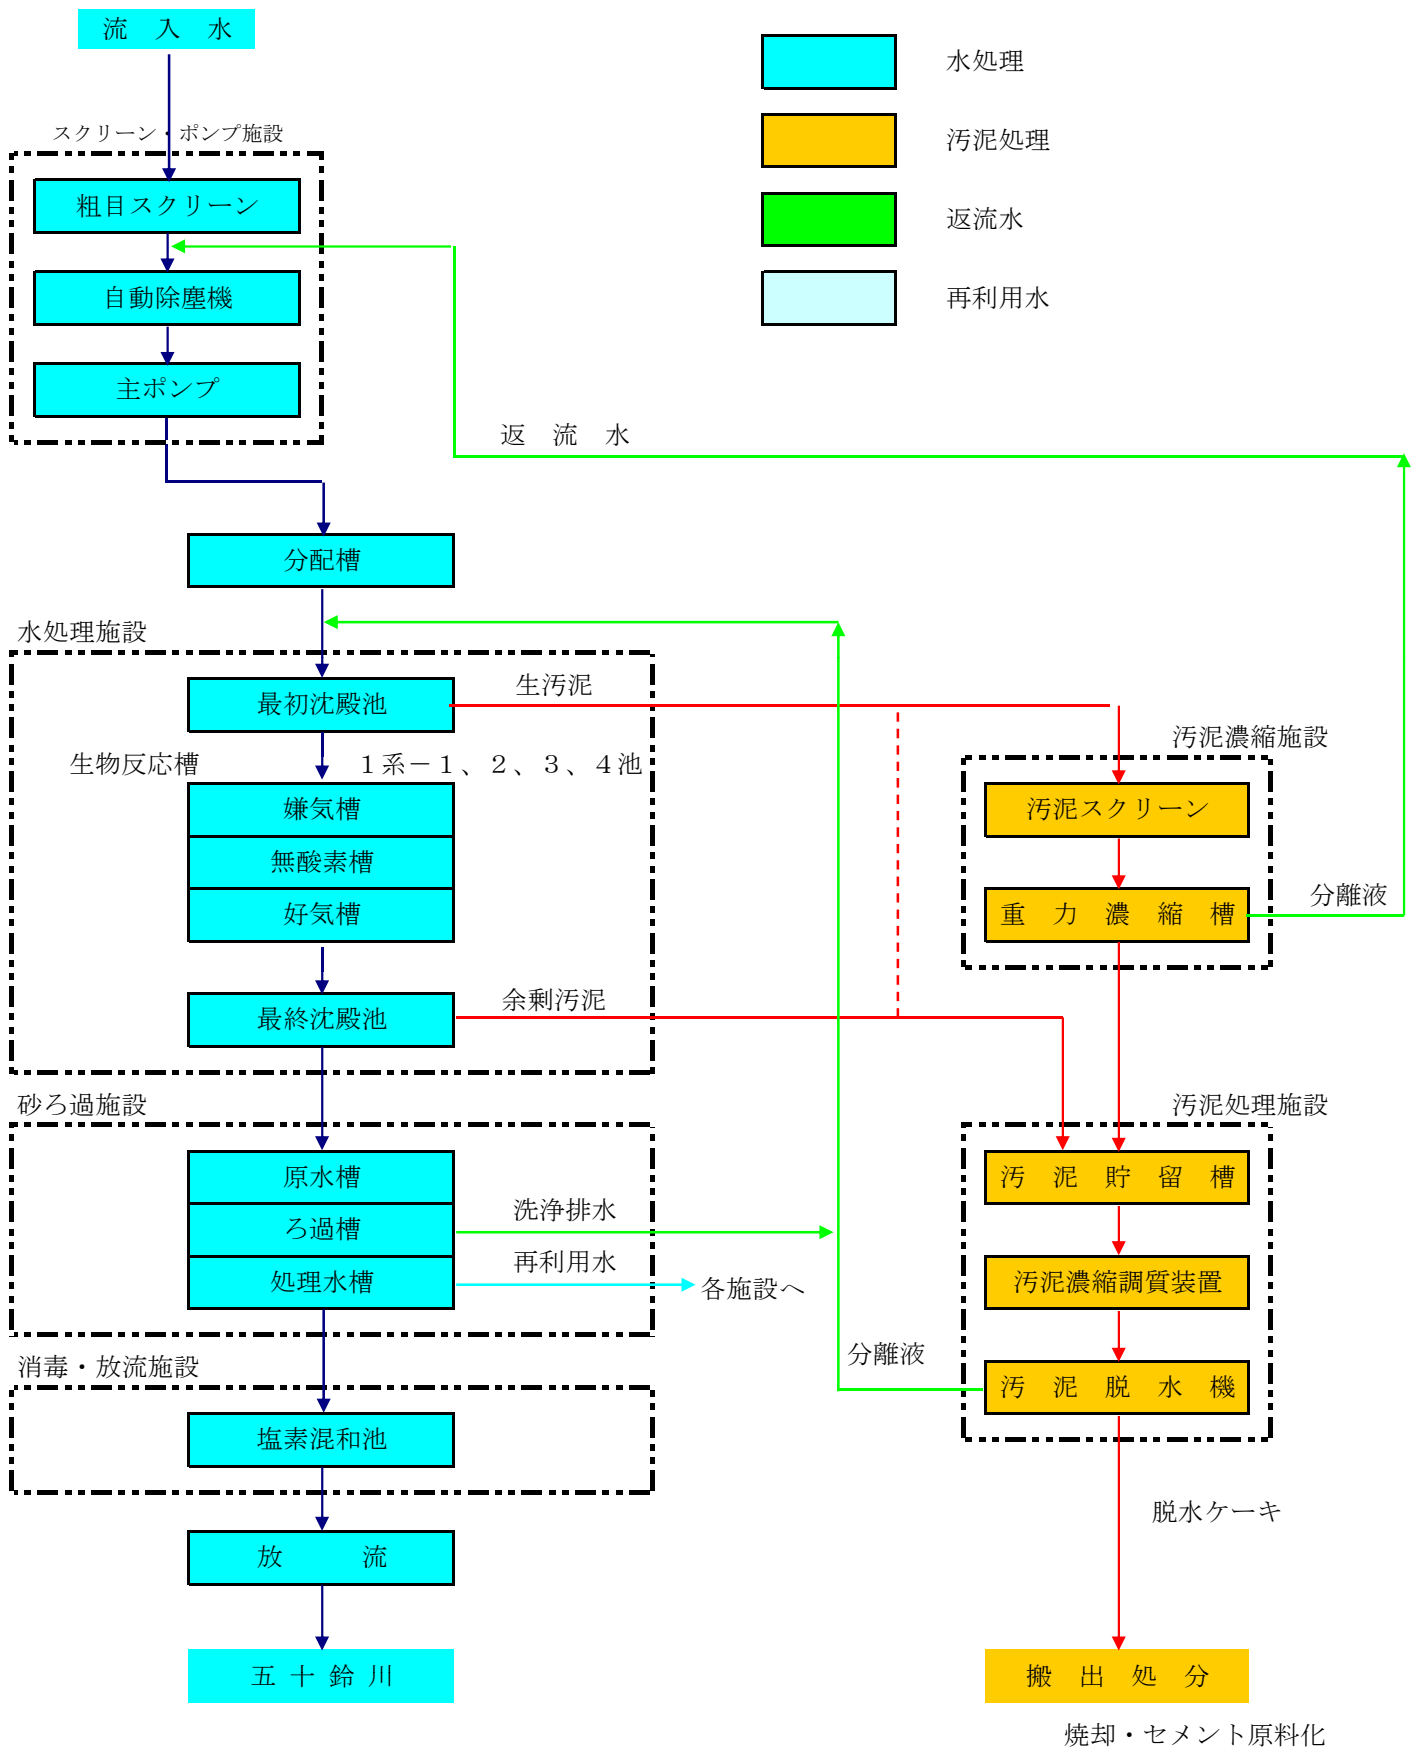 流　入　水
水処理
スクリーン・ポンプ施設
汚泥処理
粗目スクリーン
返流水
自動除塵機
再利用水
主ポンプ
返　流　水
分配槽
水処理施設
生汚泥
最初沈殿池
汚泥濃縮施設
生物反応槽
１系－１、２、３、４池
嫌気槽
汚泥スクリーン
無酸素槽
分離液
好気槽
重　力　濃　縮　槽
余剰汚泥
最終沈殿池
砂ろ過施設
汚泥処理施設
原水槽
汚　泥　貯　留　槽
洗浄排水
ろ過槽
再利用水
処理水槽
各施設へ
汚泥濃縮調質装置
分離液
消毒・放流施設
汚　泥　脱　水　機
塩素混和池
脱水ケーキ
放　　　流
五 十 鈴 川
搬　出　処　分
焼却・セメント原料化